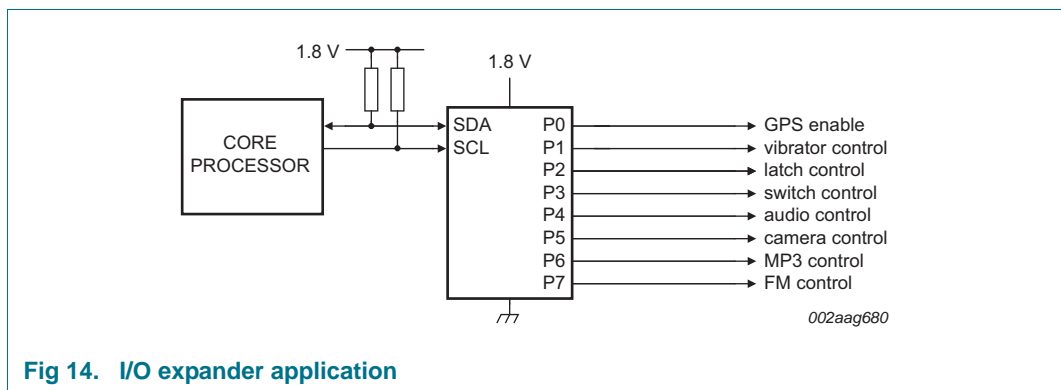 1.8 V
1.8 V
CORE
PROCESSOR
SDA
SCL
P0
P1
P2
P3
P4
P5
P6
P7
GPS enable
vibrator control
latch control
switch control
audio control
camera control
MP3 control
FM control
002aag680
Fig 14. I/O expander application